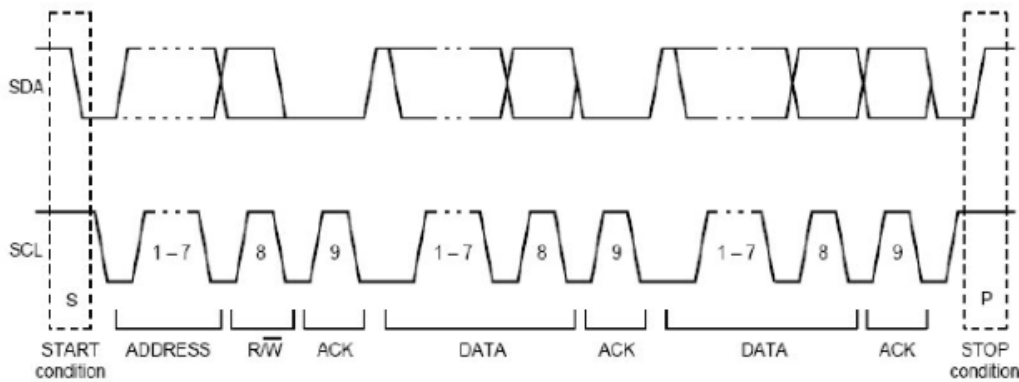 SDA
SCL
1 – 7 8 9 1 – 7 8 9 1 – 7 8 9
S P
START ADDRESS R/W̅ ACK DATA ACK DATA ACK STOP
condition condition